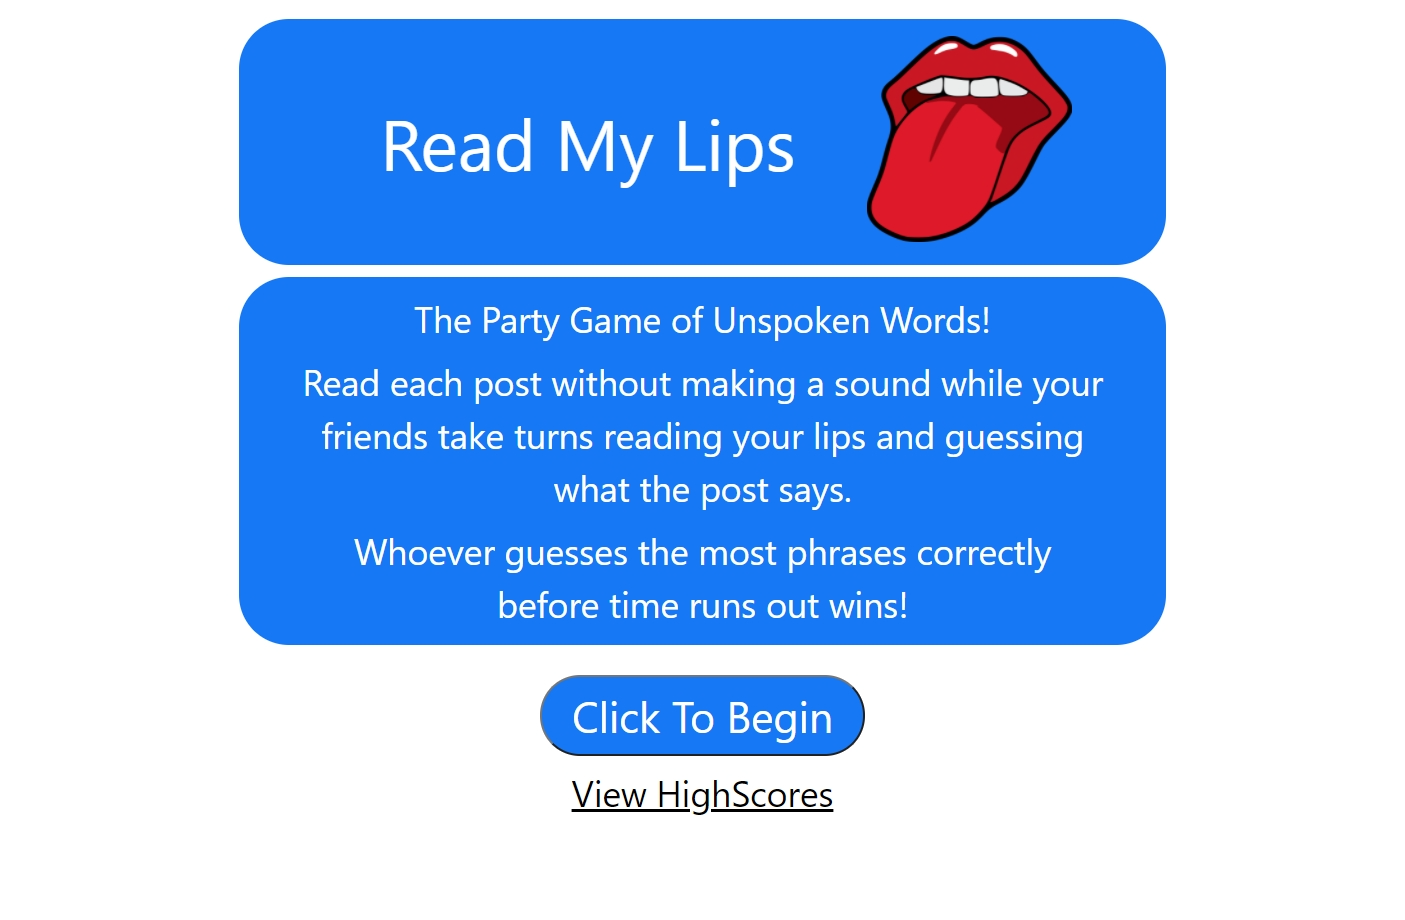 Read My Lips
The Party Game of Unspoken Words!
Read each post without making a sound while your
friends take turns reading your lips and guessing
what the post says.
Whoever guesses the most phrases correctly
before time runs out wins!
Click To Begin
View HighScores